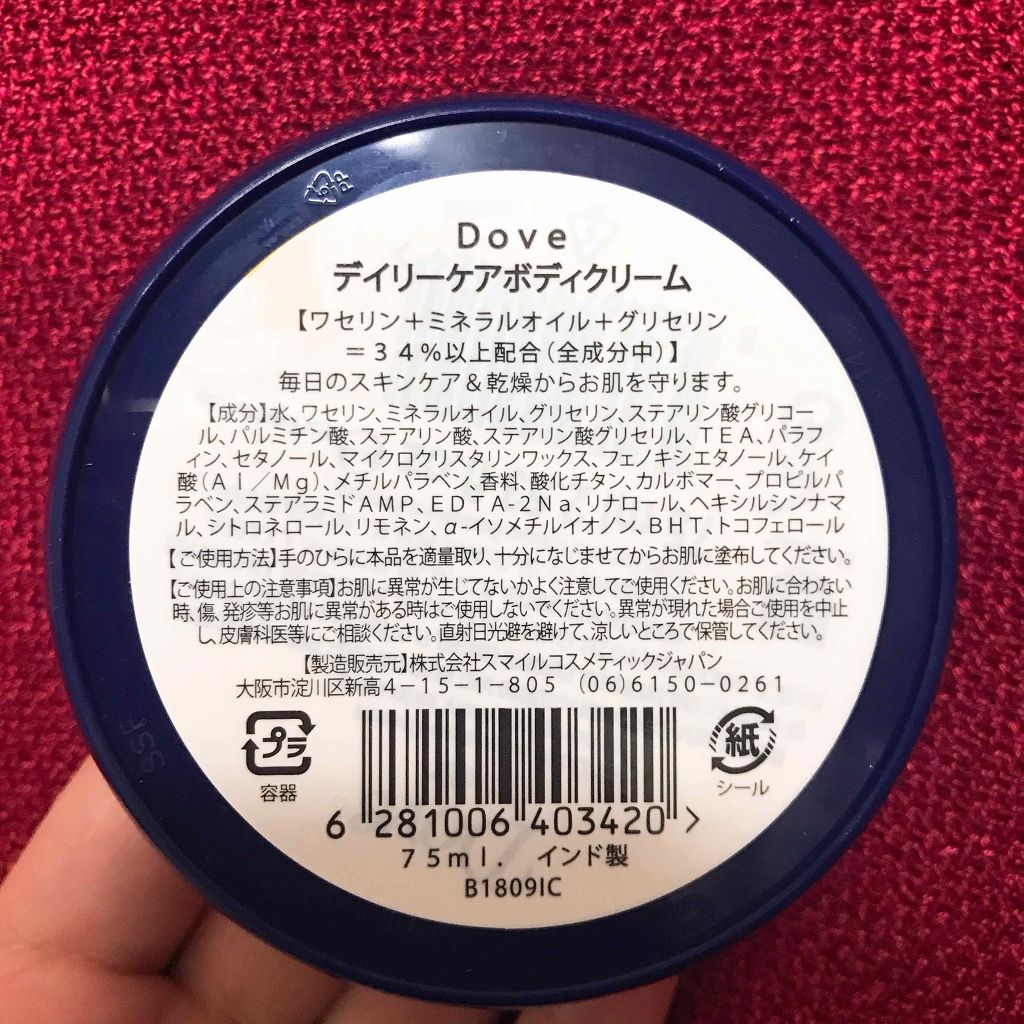 PP
Dove
デイリーケアボディクリーム
【ワセリン＋ミネラルオイル＋グリセリン
＝３４％以上配合（全成分中）】
毎日のスキンケア＆乾燥からお肌を守ります。
【成分】水、ワセリン、ミネラルオイル、グリセリン、ステアリン酸グリコー
ル、パルミチン酸、ステアリン酸、ステアリン酸グリセリル、ＴＥＡ、パラフ
ィン、セタノール、マイクロクリスタリンワックス、フェノキシエタノール、ケイ
酸（Ａｌ／Ｍｇ）、メチルパラベン、香料、酸化チタン、カルボマー、プロピルパ
ラベン、ステアラミドＡＭＰ、ＥＤＴＡ-２Ｎａ、リナロール、ヘキシルシンナマ
ル、シトロネロール、リモネン、α-イソメチルイオノン、ＢＨＴ、トコフェロール
【ご使用方法】手のひらに本品を適量取り、十分になじませてからお肌に塗布してください。
【ご使用上の注意事項】お肌に異常が生じてないかよく注意してご使用ください。お肌に合わない
時、傷、発疹等お肌に異常がある時はご使用しないでください。異常が現れた場合ご使用を中止
し、皮膚科医等にご相談ください。直射日光避を避けて、涼しいところで保管してください。
【製造販売元】株式会社スマイルコスメティックジャパン
大阪市淀川区新高４－１５－１－８０５　（０６）６１５０－０２６１
SSF
プラ
容器
紙
シール
6 281006 403420 >
７５ｍｌ．　インド製
B1809IC